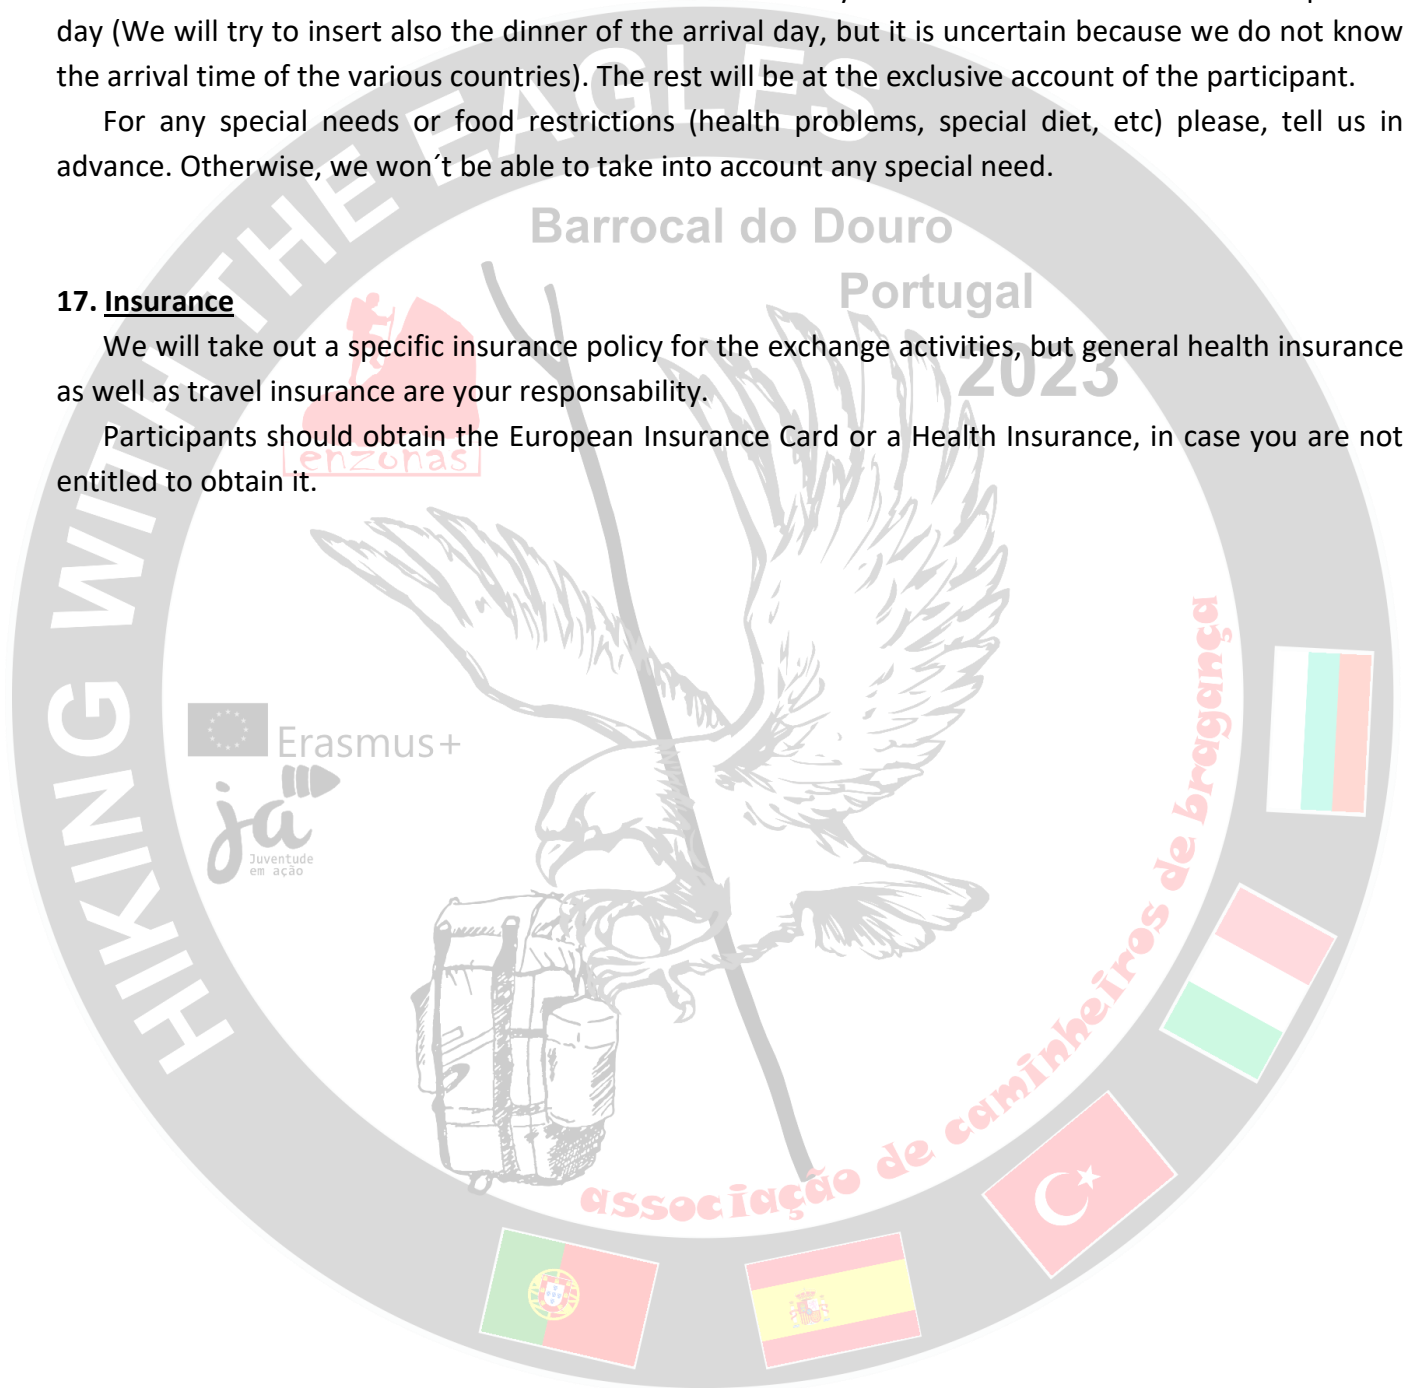 day (We will try to insert also the dinner of the arrival day, but it is uncertain because we do not know
the arrival time of the various countries). The rest will be at the exclusive account of the participant.
For any special needs or food restrictions (health problems, special diet, etc) please, tell us in
advance. Otherwise, we won´t be able to take into account any special need.
Barrocal do Douro
Portugal
2023
17. Insurance
We will take out a specific insurance policy for the exchange activities, but general health insurance
as well as travel insurance are your responsability.
Participants should obtain the European Insurance Card or a Health Insurance, in case you are not
entitled to obtain it.
enzonas
HIKING WITH THE EAGLES
Erasmus+
ja
Juventude
em ação
associação de caminheiros de bragança